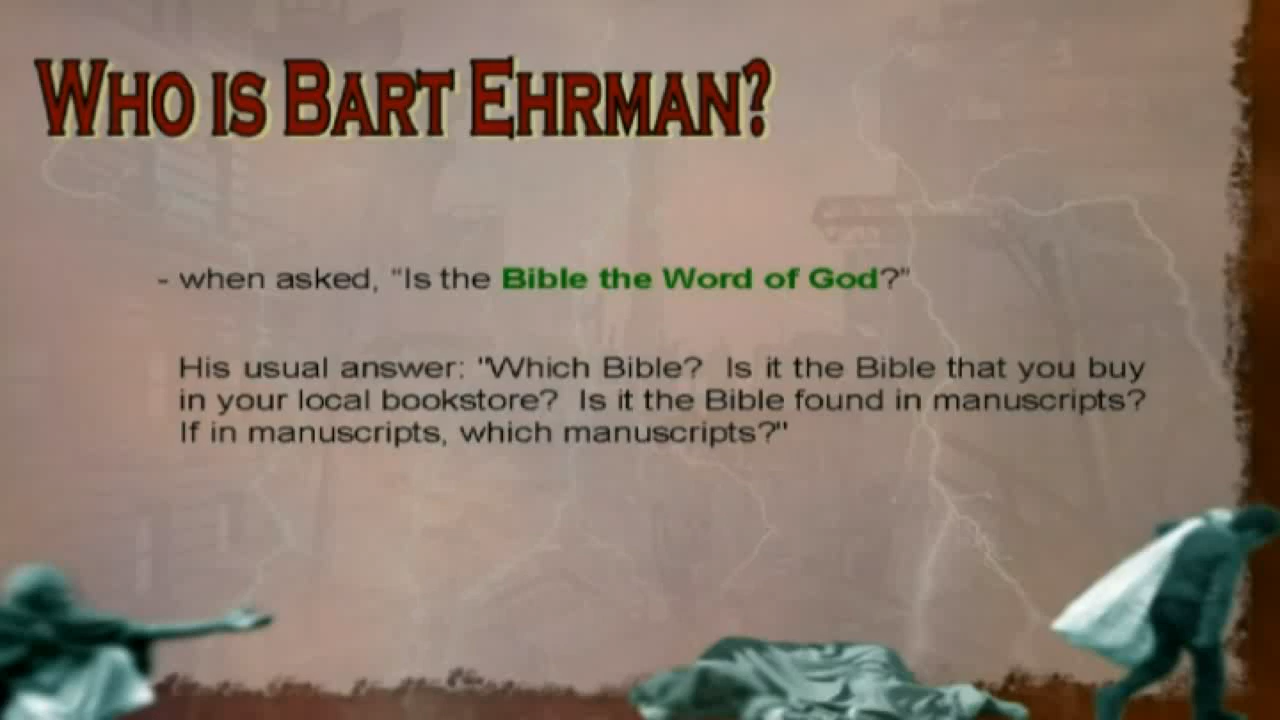 WHO IS BART EHRMAN?
- when asked, “Is the Bible the Word of God?”
His usual answer: "Which Bible?  Is it the Bible that you buy
in your local bookstore?  Is it the Bible found in manuscripts?
If in manuscripts, which manuscripts?"